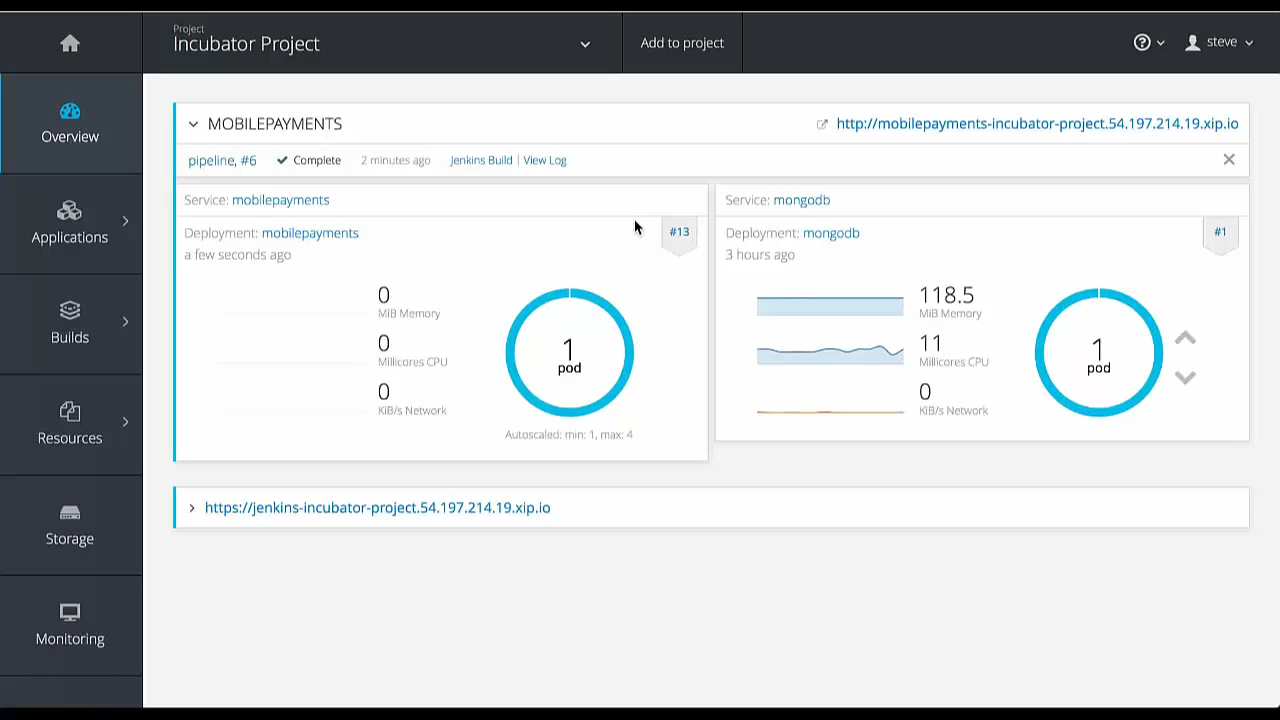 Project
Incubator Project
Add to project
steve
Overview
Applications
Builds
Resources
Storage
Monitoring
MOBILEPAYMENTS
http://mobilepayments-incubator-project.54.197.214.19.xip.io
pipeline, #6 Complete 2 minutes ago Jenkins Build | View Log
Service: mobilepayments
Deployment: mobilepayments
#13
a few seconds ago
0
MiB Memory
0
Millicores CPU
0
KiB/s Network
1
pod
Autoscaled: min: 1, max: 4
Service: mongodb
Deployment: mongodb
#1
3 hours ago
118.5
MiB Memory
11
Millicores CPU
0
KiB/s Network
1
pod
https://jenkins-incubator-project.54.197.214.19.xip.io